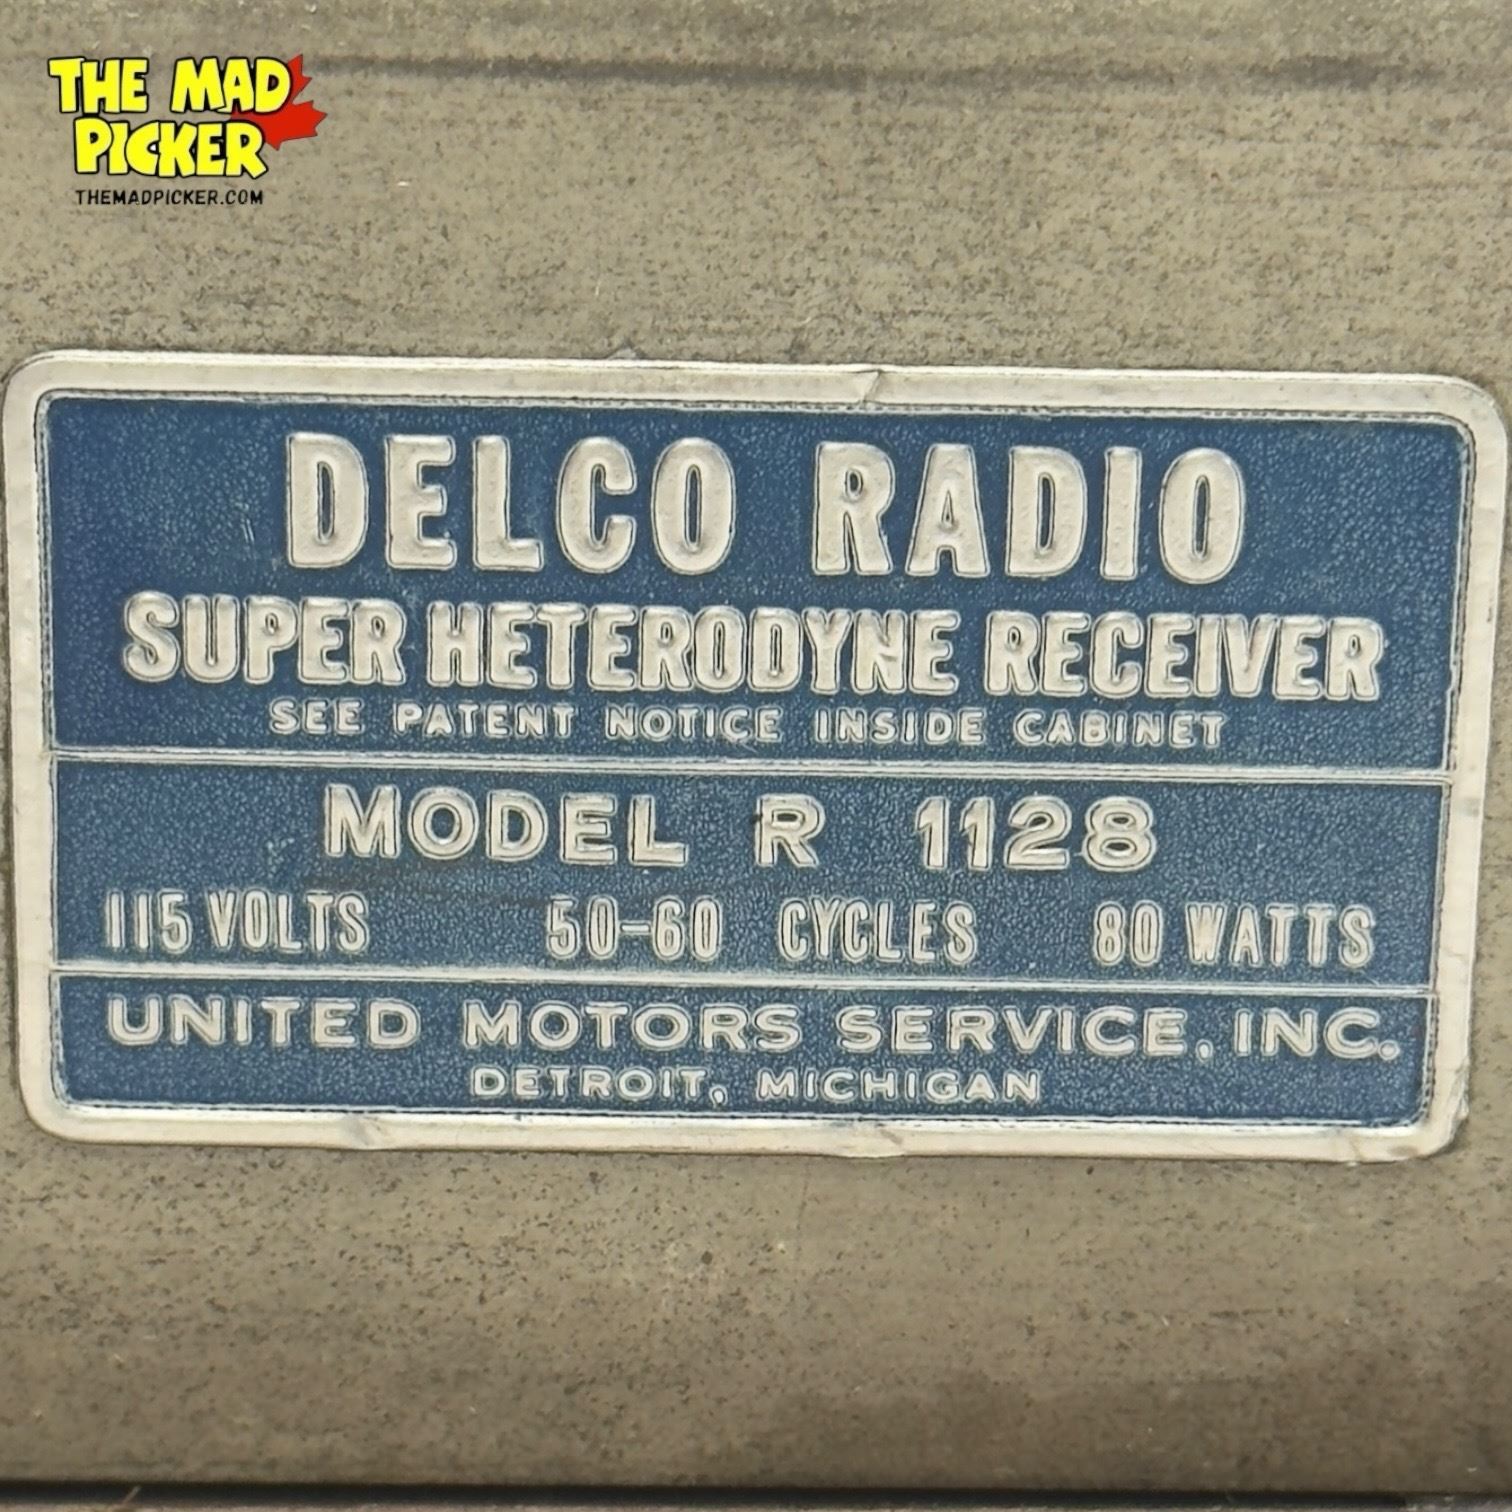 THE MAD
PICKER
THEMADPICKER.COM
DELCO RADIO
SUPER HETERODYNE RECEIVER
SEE PATENT NOTICE INSIDE CABINET
MODEL R 1128
115 VOLTS 50-60 CYCLES 80 WATTS
UNITED MOTORS SERVICE, INC.
DETROIT, MICHIGAN